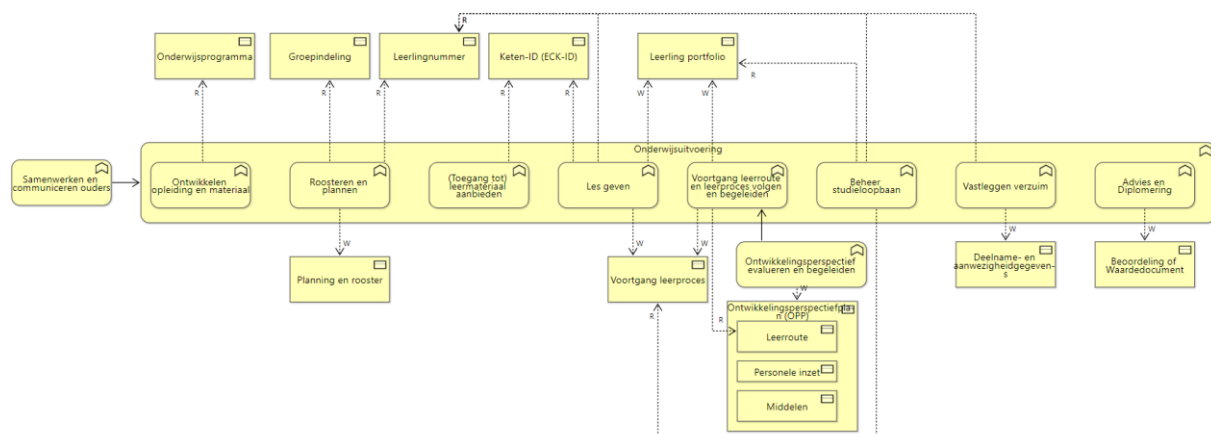 R
Onderwijsprogramma
Groepindeling
Leerlingnummer
Keten-ID (ECK-ID)
Leerling portfolio
R
R
R
R
R
R
W
W
Onderwijsuitvoering
Samenwerken en
communiceren ouders
Ontwikkelen
opleiding en materiaal
Roosteren en
plannen
(Toegang tot)
leermateriaal
aanbieden
Les geven
Voortgang leerroute
en leerproces volgen
en begeleiden
Beheer
studieloopbaan
Vastleggen verzuim
Advies en
Diplomering
W
W
W
W
W
Planning en rooster
Voortgang leerproces
Ontwikkelingsperspectief
evalueren en begeleiden
Deelname- en
aanwezigheidgegeven-
s
Beoordeling of
Waardedocument
W
Ontwikkelingsperspectiefpla-
n (OPP)
R
R
Leerroute
Personele inzet
Middelen